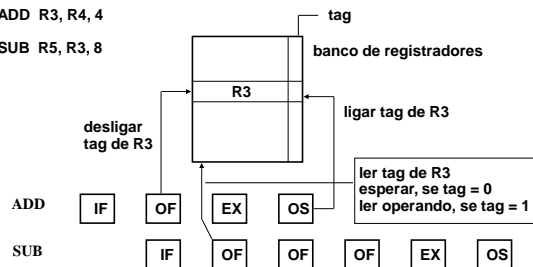 ADD R3, R4, 4
SUB R5, R3, 8
tag
banco de registradores
R3
desligar
tag de R3
ligar tag de R3
ler tag de R3
esperar, se tag = 0
ler operando, se tag = 1
ADD IF OF EX OS
SUB IF OF OF OF EX OS